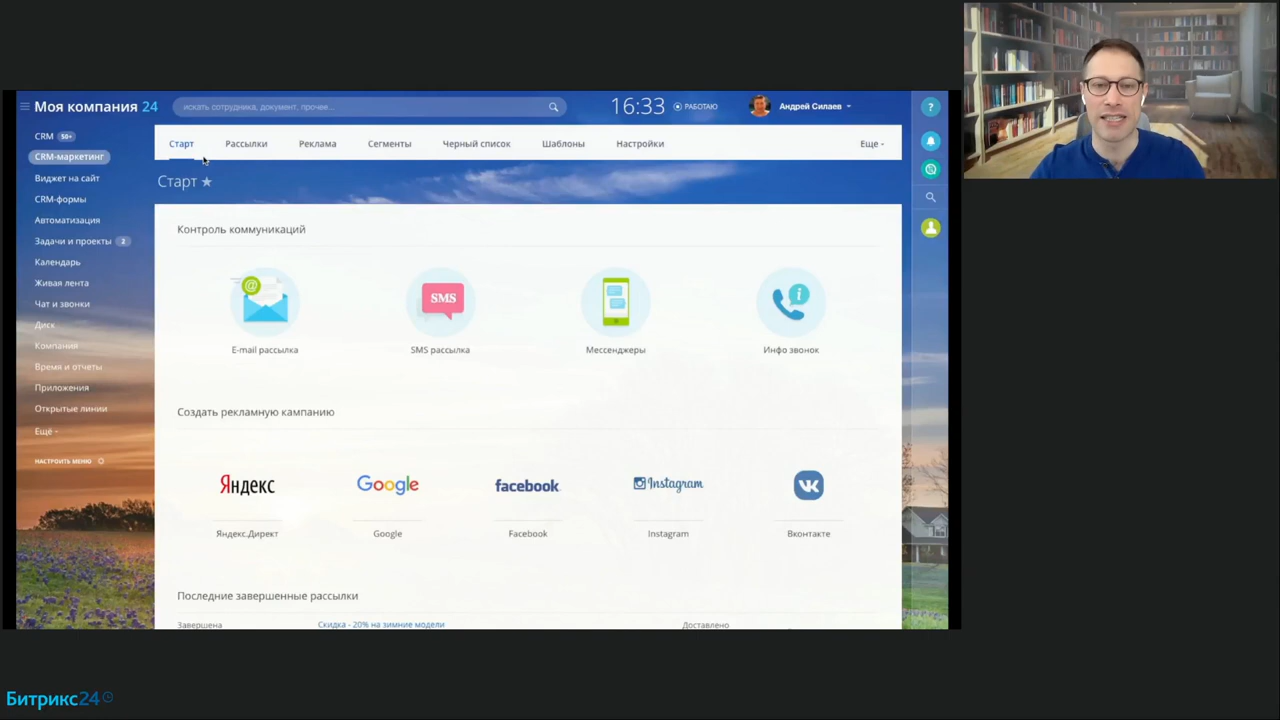 Моя компания 24
искать сотрудника, документ, прочее...
16:33
РАБОТАЮ
Андрей Силаев
?
CRM 50+
CRM-маркетинг
Виджет на сайт
CRM-формы
Автоматизация
Задачи и проекты 2
Календарь
Живая лента
Чат и звонки
Диск
Компания
Время и отчеты
Приложения
Открытые линии
Ещё
НАСТРОИТЬ МЕНЮ
Старт
Рассылки
Реклама
Сегменты
Черный список
Шаблоны
Настройки
Еще
Старт
Контроль коммуникаций
@
SMS
i
E-mail рассылка
SMS рассылка
Мессенджеры
Инфо звонок
Создать рекламную кампанию
Яндекс
Google
facebook
Instagram
Яндекс.Директ
Google
Facebook
Instagram
Вконтакте
Последние завершенные рассылки
Завершена
Скидка - 20% на зимние модели
Доставлено
Битрикс24